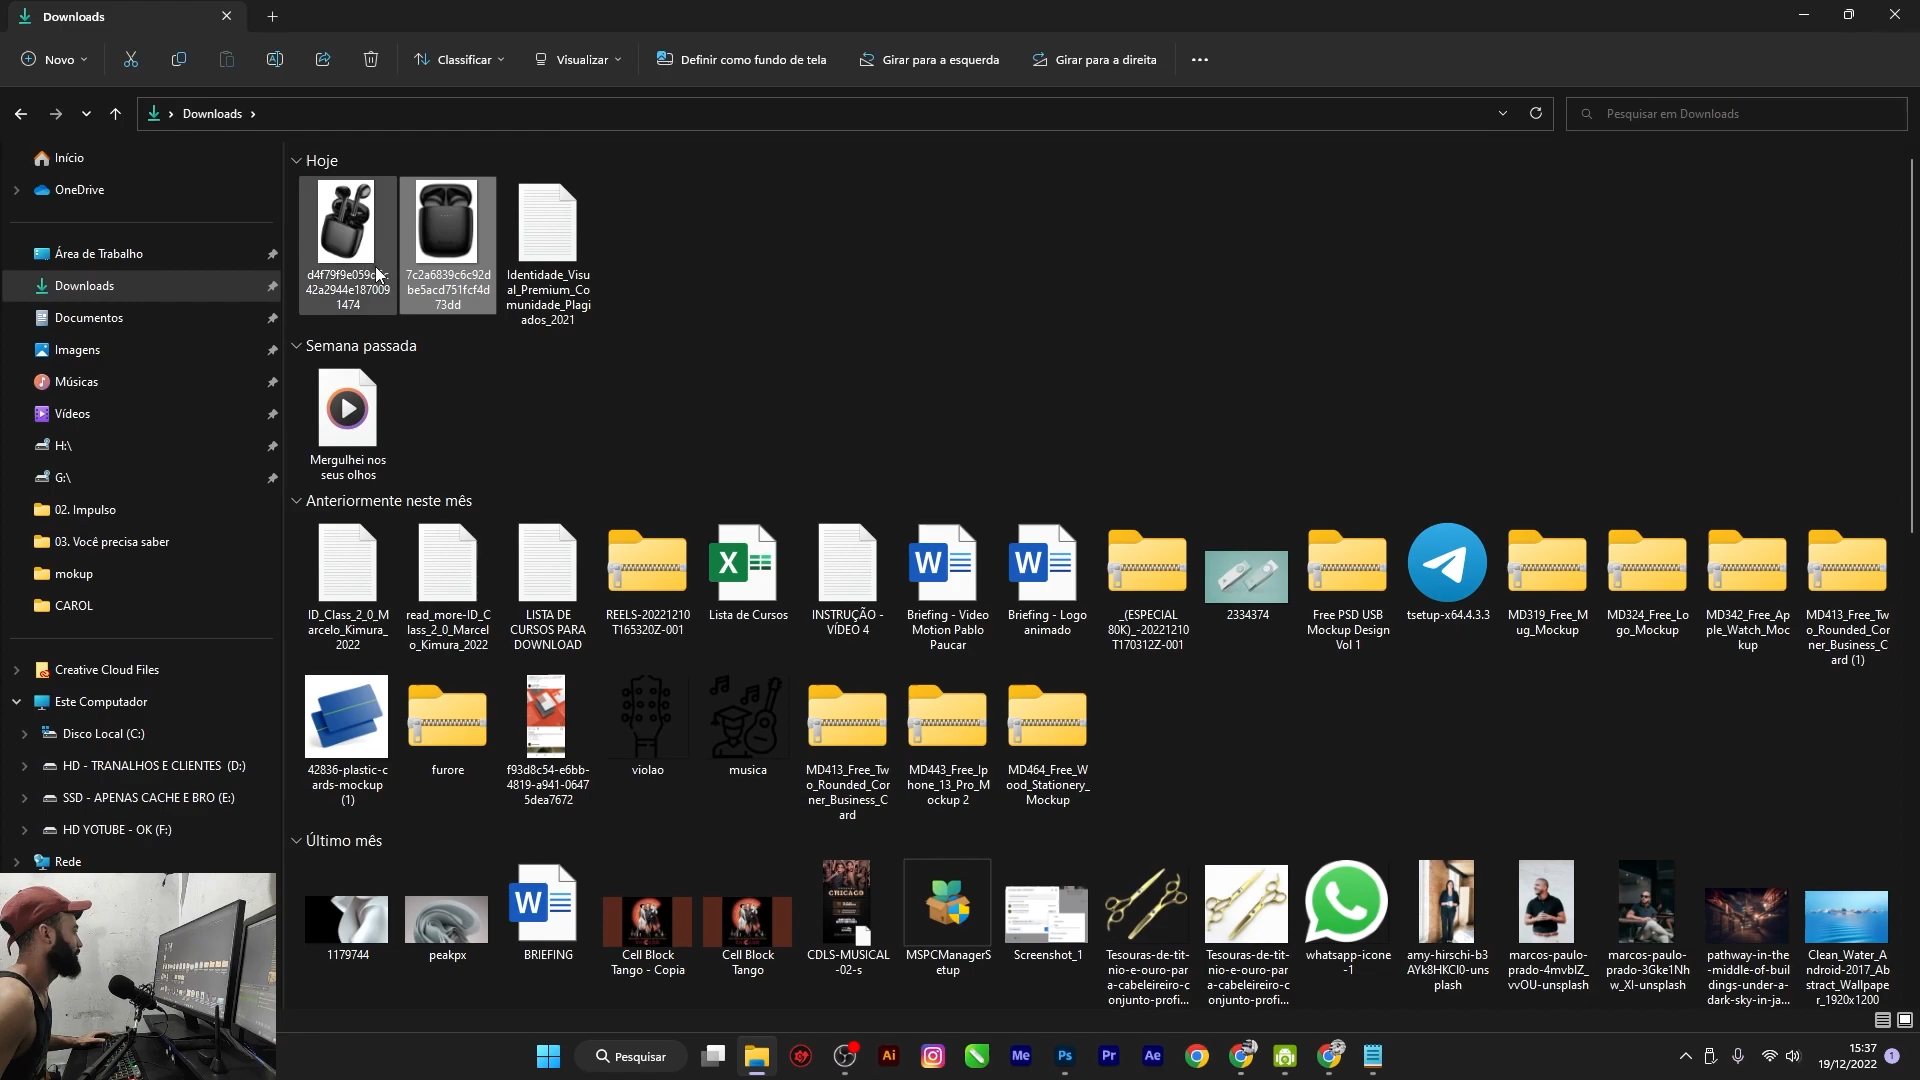 Downloads
Novo
Classificar
Visualizar
Definir como fundo de tela
Girar para a esquerda
Girar para a direita
Downloads
Pesquisar em Downloads
Início
OneDrive
Área de Trabalho
Downloads
Documentos
Imagens
Músicas
Vídeos
H:\
G:\
02. Impulso
03. Você precisa saber
mokup
CAROL
Creative Cloud Files
Este Computador
Disco Local (C:)
HD - TRANALHOS E CLIENTES (D:)
SSD - APENAS CACHE E BRO (E:)
HD YOTUBE - OK (F:)
Rede
Hoje
42a2944e187009
1474
7c2a6839c6c92d
be5acd751fcf4d
73dd
Identidade_Visu
al_Premium_Co
munidade_Plagi
ados_2021
Semana passada
Mergulhei nos
seus olhos
Anteriormente neste mês
ID_Class_2_0_M
arcelo_Kimura_
2022
read_more-ID_C
lass_2_0_Marcel
o_Kimura_2022
LISTA DE
CURSOS PARA
DOWNLOAD
REELS-20221210
T165320Z-001
Lista de Cursos
INSTRUÇÃO -
VÍDEO 4
Briefing - Video
Motion Pablo
Paucar
Briefing - Logo
animado
_(ESPECIAL
80K)_-20221210
T170312Z-001
2334374
Free PSD USB
Mockup Design
Vol 1
tsetup-x64.4.3.3
MD319_Free_M
ug_Mockup
MD324_Free_Lo
go_Mockup
MD342_Free_Ap
ple_Watch_Moc
kup
MD413_Free_Tw
o_Rounded_Cor
ner_Business_C
ard (1)
42836-plastic-c
ards-mockup
(1)
furore
f93d8c54-e6bb-
4819-a941-0647
5dea7672
violao
musica
MD413_Free_Tw
o_Rounded_Cor
ner_Business_C
ard
MD443_Free_Ip
hone_13_Pro_M
ockup 2
MD464_Free_W
ood_Stationery_
Mockup
Último mês
1179744
peakpx
BRIEFING
Cell Block
Tango - Copia
Cell Block
Tango
CHICAGO
CDLS-MUSICAL
-02-s
MSPCManagerS
etup
Screenshot_1
Tesouras-de-tit-
nio-e-ouro-par
a-cabeleireiro-c
onjunto-profi...
Tesouras-de-tit-
nio-e-ouro-par
a-cabeleireiro-c
onjunto-profi...
whatsapp-icone
-1
amy-hirschi-b3
AYk8HKCI0-uns
plash
marcos-paulo-
prado-4mvbIZ_
vvOU-unsplash
marcos-paulo-
prado-3Gke1Nh
w_XI-unsplash
pathway-in-the
-middle-of-buil
dings-under-a-
dark-sky-in-ja...
Clean_Water_A
ndroid-2017_Ab
stract_Wallpape
r_1920x1200
Pesquisar
Ai
Me
Ps
Pr
Ae
15:37
19/12/2022
1